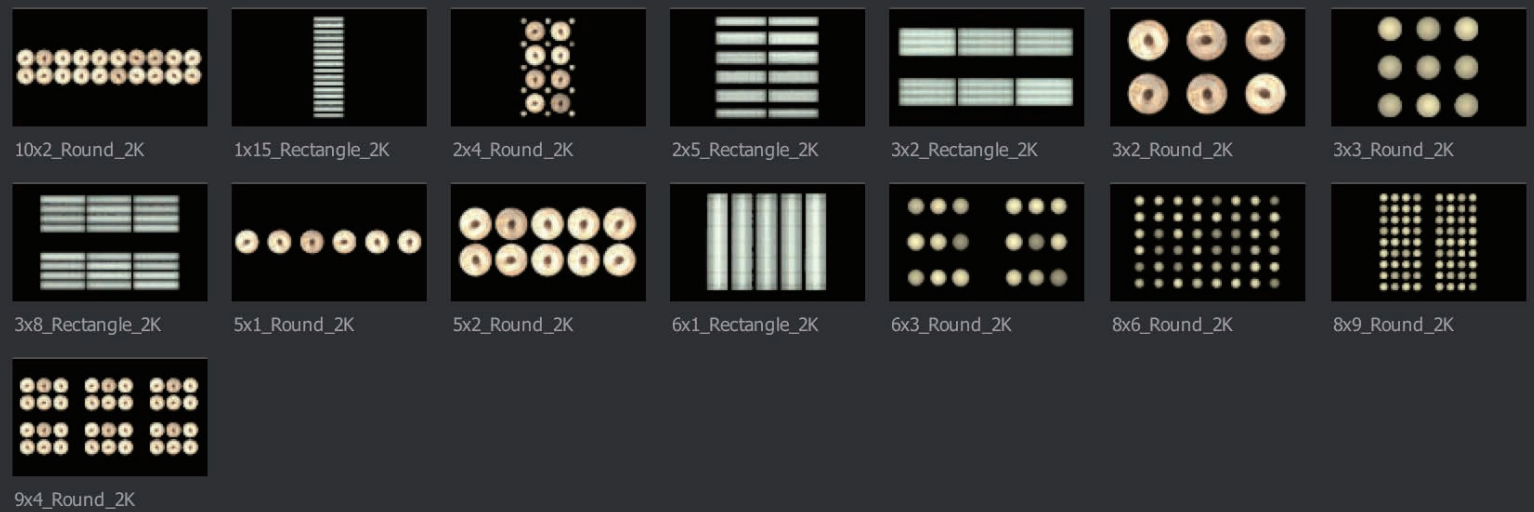 10x2_Round_2K
1x15_Rectangle_2K
2x4_Round_2K
2x5_Rectangle_2K
3x2_Rectangle_2K
3x2_Round_2K
3x3_Round_2K
3x8_Rectangle_2K
5x1_Round_2K
5x2_Round_2K
6x1_Rectangle_2K
6x3_Round_2K
8x6_Round_2K
8x9_Round_2K
9x4_Round_2K